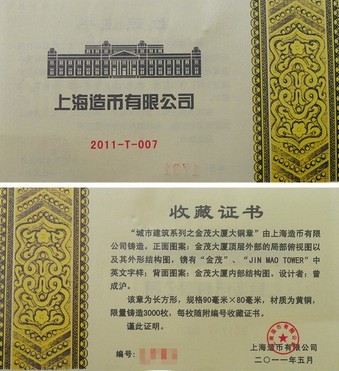 上海造币有限公司
2011-T-007
收藏证书
“城市建筑系列之金茂大厦大铜章”由上海造币有限
公司铸造。正面图案：金茂大厦顶层外部的局部俯视图以
及其外形结构图，镌有“金茂”、“JIN MAO TOWER”中
英文字样；背面图案：金茂大厦内部结构图。设计者：曾
成沪。
该章为长方形，规格90毫米×80毫米，材质为黄铜，
限量铸造3000枚，每枚随附编号收藏证书。
谨此证明。
编号：
上海造币有限公司
二○一一年五月